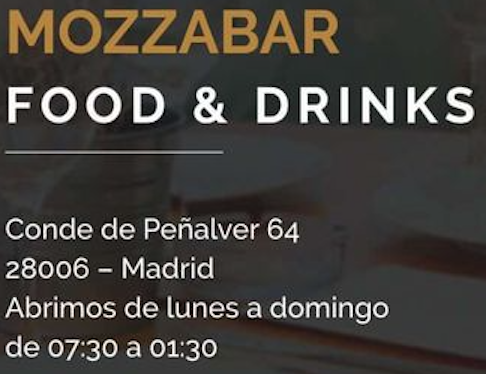 MOZZABAR
FOOD & DRINKS
Conde de Peñalver 64
28006 – Madrid
Abrimos de lunes a domingo
de 07:30 a 01:30